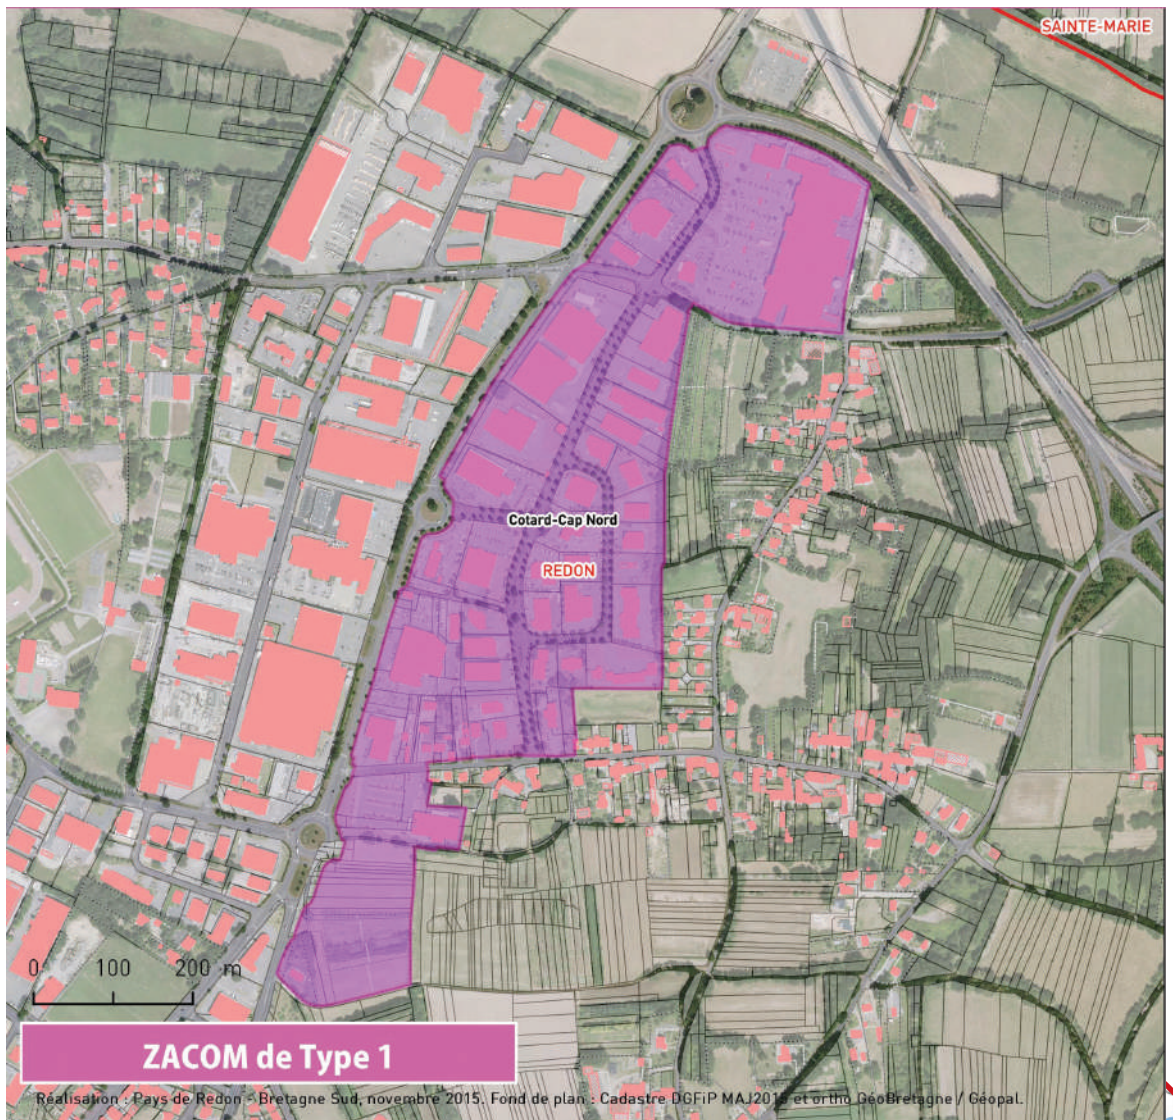 SAINTE-MARIE
Cotard-Cap Nord
REDON
0 100 200 m
ZACOM de Type 1
Réalisation : Pays de Redon - Bretagne Sud, novembre 2015. Fond de plan : Cadastre DGFiP MAJ2015 et ortho GéoBretagne / Géopal.